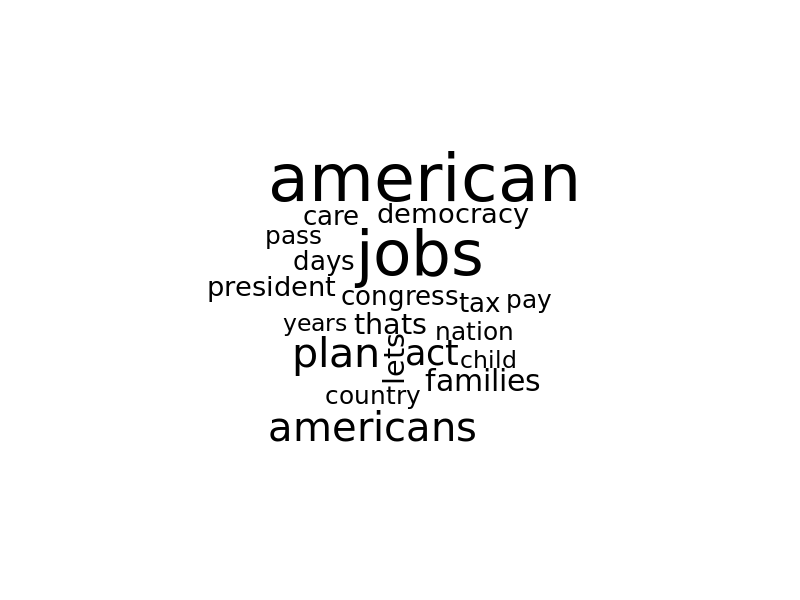 american
care democracy
pass
jobs
days
president
congress tax pay
years thats nation
lets
plan act child
families
country
americans